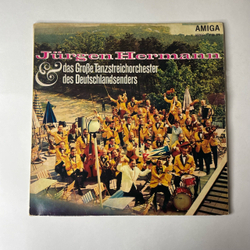 AMIGA
Jürgen Hermann
& das Große Tanzstreichorchester
des Deutschlandsenders